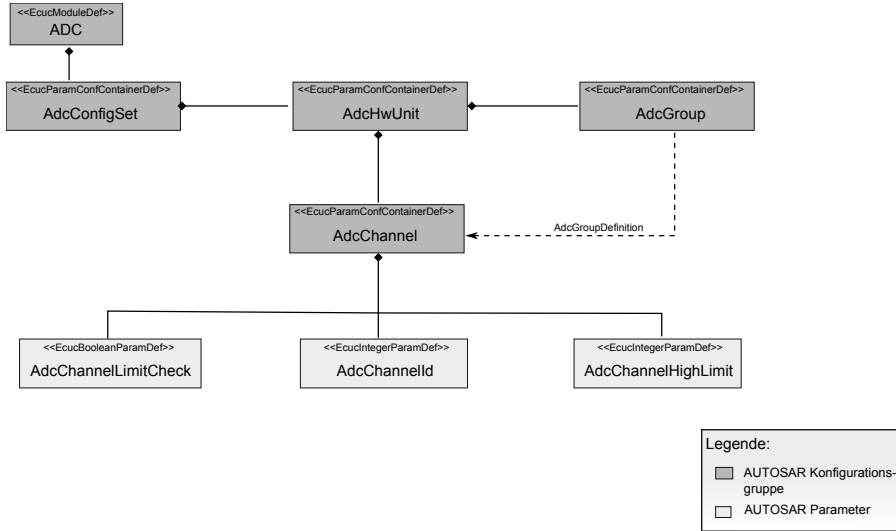 <<EcucModuleDef>>
ADC
<<EcucParamConfContainerDef>>
AdcConfigSet
<<EcucParamConfContainerDef>>
AdcHwUnit
<<EcucParamConfContainerDef>>
AdcGroup
<<EcucParamConfContainerDef>>
AdcChannel
AdcGroupDefinition
<<EcucBooleanParamDef>>
AdcChannelLimitCheck
<<EcucIntegerParamDef>>
AdcChannelId
<<EcucIntegerParamDef>>
AdcChannelHighLimit
Legende:
AUTOSAR Konfigurations-
gruppe
AUTOSAR Parameter